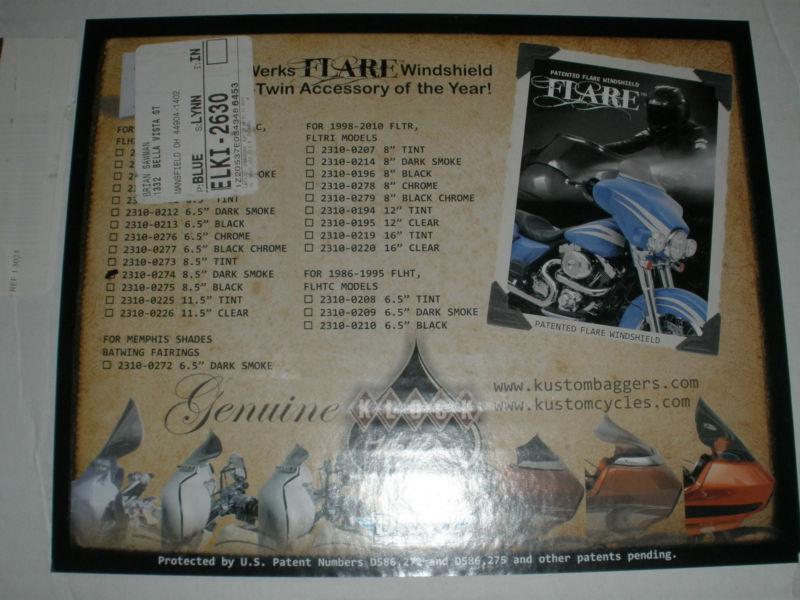 Werks FLARE Windshield
Twin Accessory of the Year!
BRIAN SAWMAN
1332 BELLA VISTA ST
MANSFIELD OH 44904-1402
P:BLUE S:LYNN I:IN
ELKI-2630
FOR
2310-0212 6.5" DARK SMOKE
2310-0213 6.5" BLACK
2310-0276 6.5" CHROME
2310-0277 6.5" BLACK CHROME
2310-0273 8.5" TINT
2310-0274 8.5" DARK SMOKE
2310-0275 8.5" BLACK
2310-0225 11.5" TINT
2310-0226 11.5" CLEAR
FOR MEMPHIS SHADES
BATWING FAIRINGS
2310-0272 6.5" DARK SMOKE
FOR 1998-2010 FLTR,
FLTRI MODELS
2310-0207 8" TINT
2310-0214 8" DARK SMOKE
2310-0196 8" BLACK
2310-0278 8" CHROME
2310-0279 8" BLACK CHROME
2310-0194 12" TINT
2310-0195 12" CLEAR
2310-0219 16" TINT
2310-0220 16" CLEAR
FOR 1986-1995 FLHT,
FLHTC MODELS
2310-0208 6.5" TINT
2310-0209 6.5" DARK SMOKE
2310-0210 6.5" BLACK
PATENTED FLARE WINDSHIELD
FLARE™
PATENTED FLARE WINDSHIELD
www.kustombaggers.com
www.kustomcycles.com
Genuine KLOCK
Protected by U.S. Patent Numbers D586,272 and D586,275 and other patents pending.